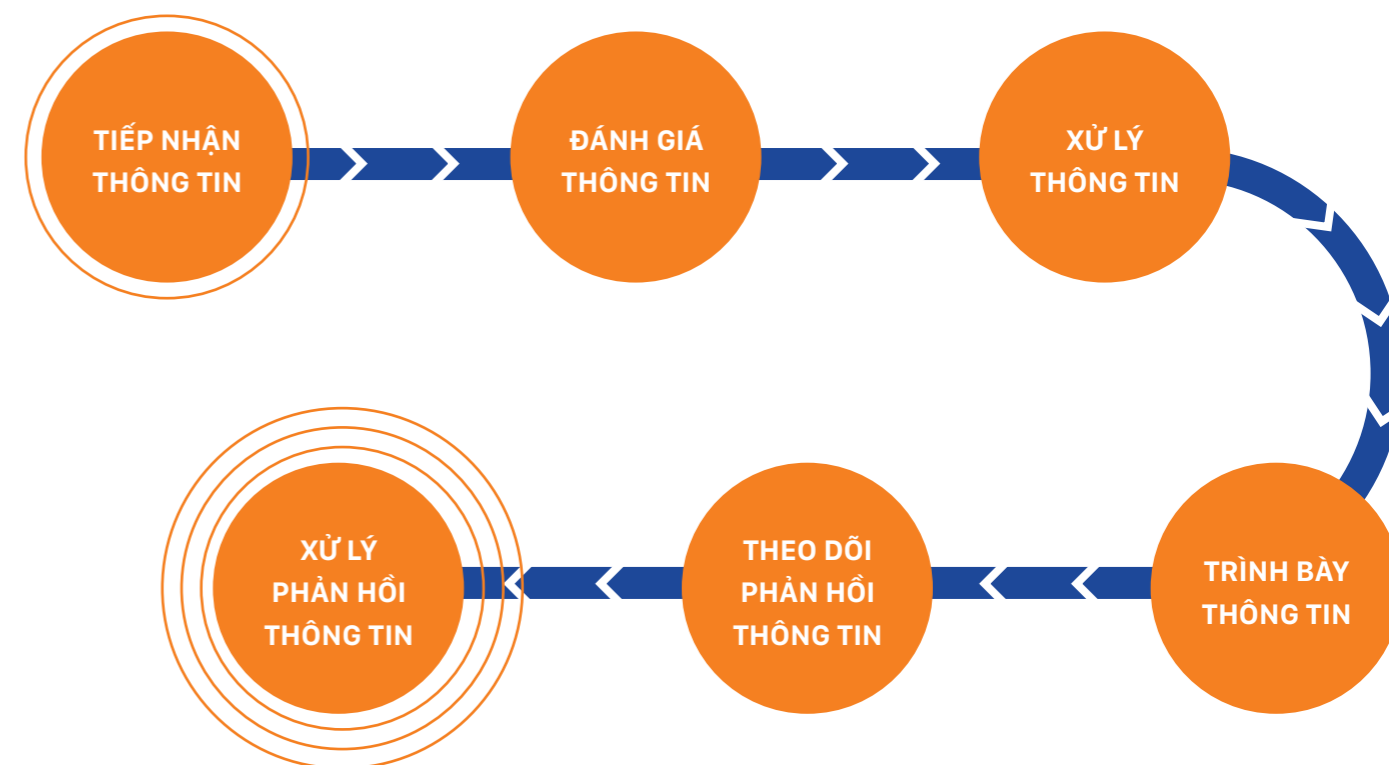 TIẾP NHẬN
THÔNG TIN
ĐÁNH GIÁ
THÔNG TIN
XỬ LÝ
THÔNG TIN
TRÌNH BÀY
THÔNG TIN
THEO DÕI
PHẢN HỒI
THÔNG TIN
XỬ LÝ
PHẢN HỒI
THÔNG TIN